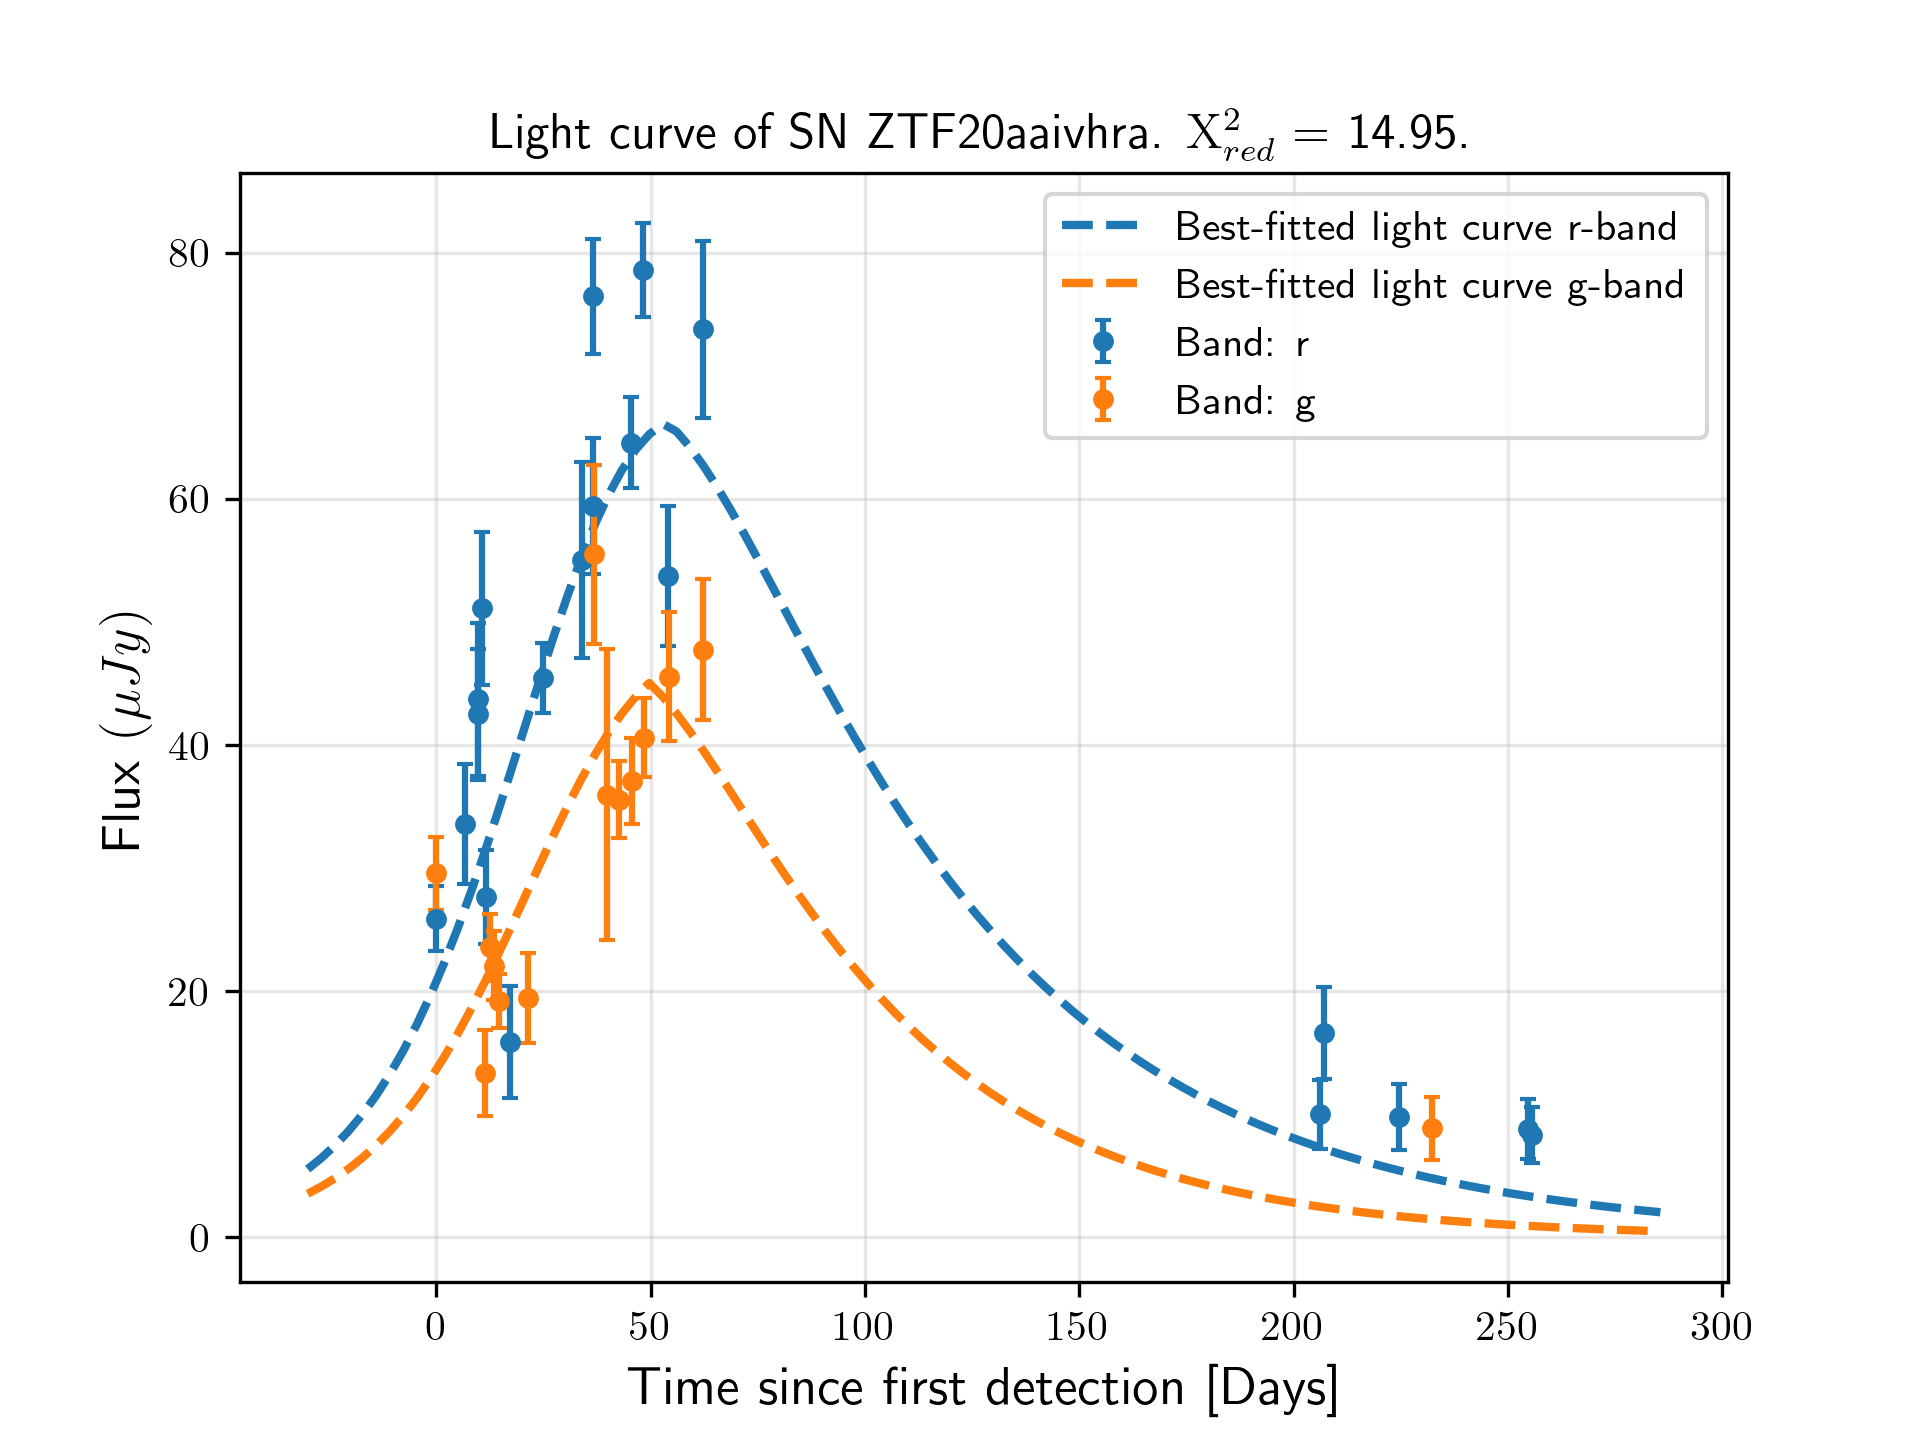 Light curve of SN ZTF20aaivhra. X²_red = 14.95.
Best-fitted light curve r-band
Best-fitted light curve g-band
Band: r
Band: g
Flux (μJy)
80
60
40
20
0
0 50 100 150 200 250 300
Time since first detection [Days]